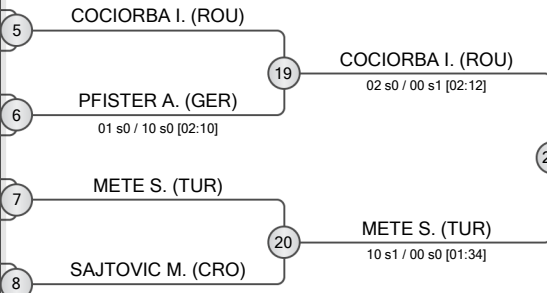 COCIORBA I. (ROU)
5
19
COCIORBA I. (ROU)
02 s0 / 00 s1 [02:12]
PFISTER A. (GER)
6
01 s0 / 10 s0 [02:10]
2
METE S. (TUR)
7
20
METE S. (TUR)
10 s1 / 00 s0 [01:34]
SAJTOVIC M. (CRO)
8